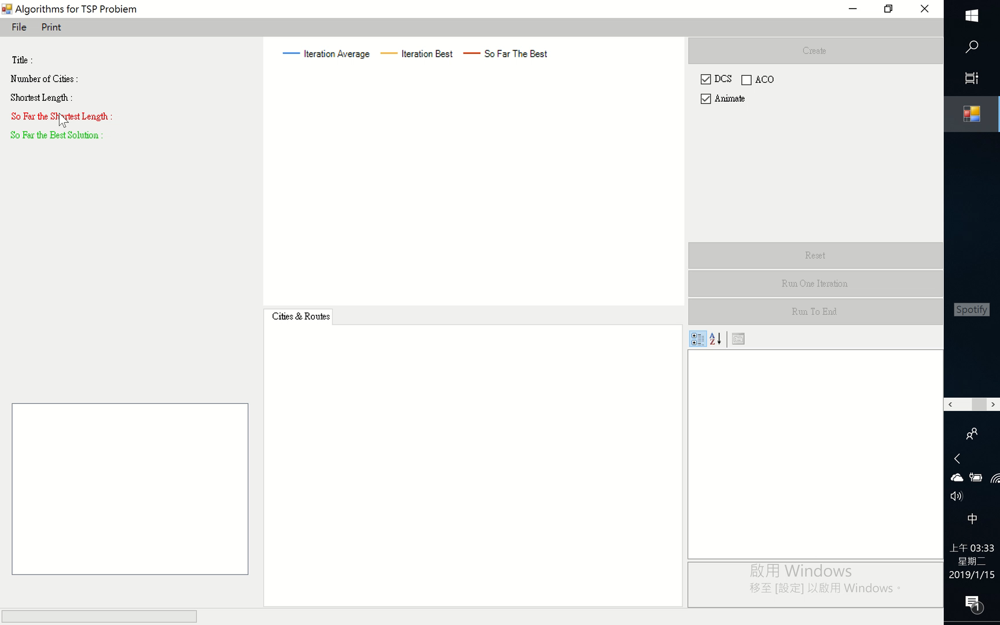 Algorithms for TSP Probiem
File Print
Title :
Number of Cities :
Shortest Length :
So Far the Shortest Length :
So Far the Best Solution :
Iteration Average Iteration Best So Far The Best
Cities & Routes
Create
DCS ACO
Animate
Reset
Run One Iteration
Run To End
A
Z
啟用 Windows
移至 [設定] 以啟用 Windows。
Spotify
中
上午 03:33
星期二
2019/1/15
1